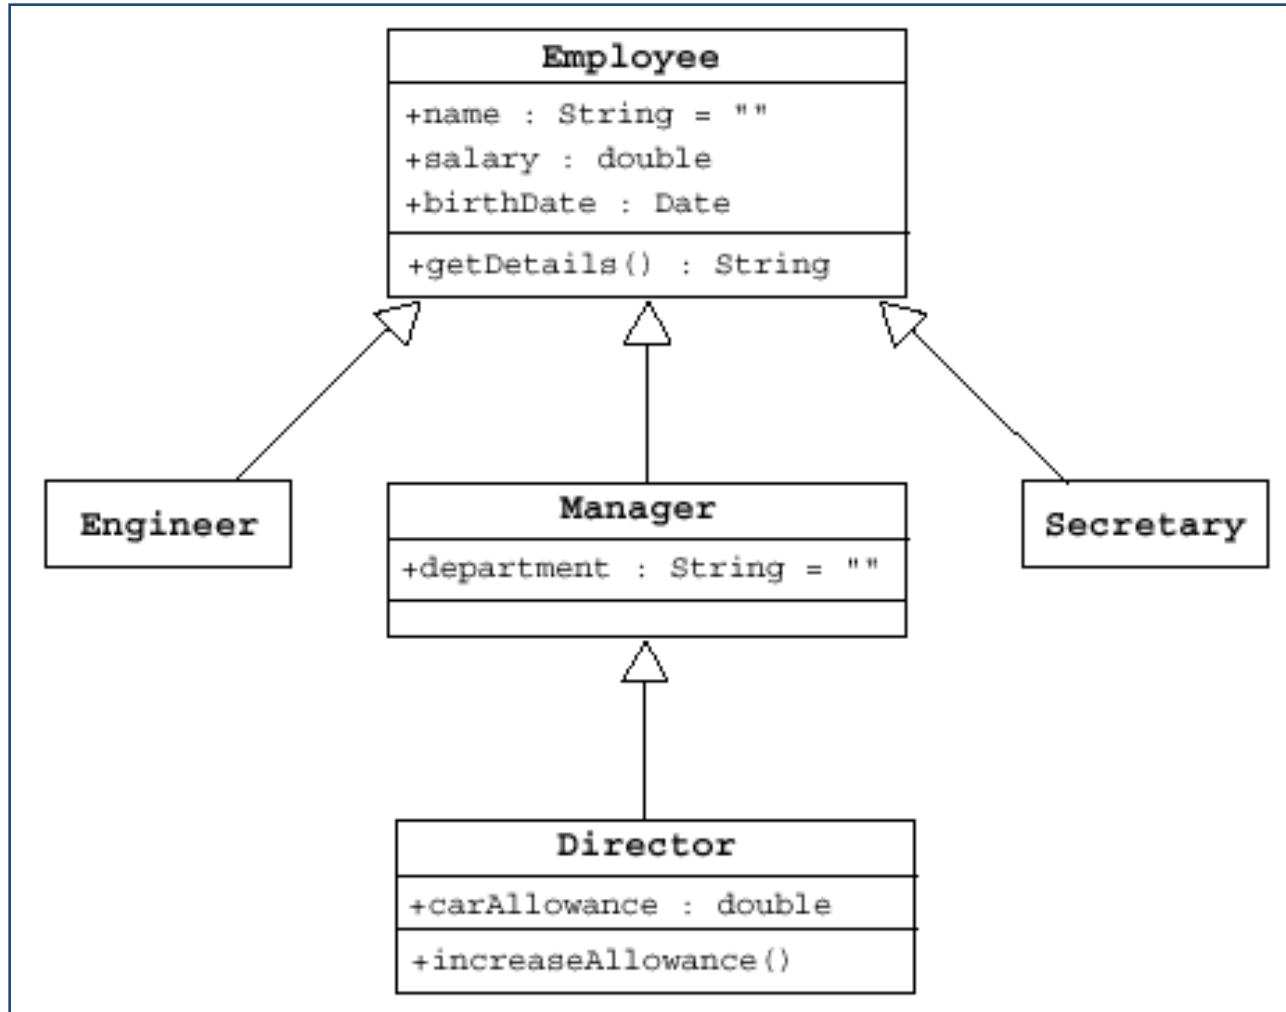 Employee
+name : String = ""
+salary : double
+birthDate : Date
+getDetails() : String
Engineer
Manager
+department : String = ""
Secretary
Director
+carAllowance : double
+increaseAllowance()